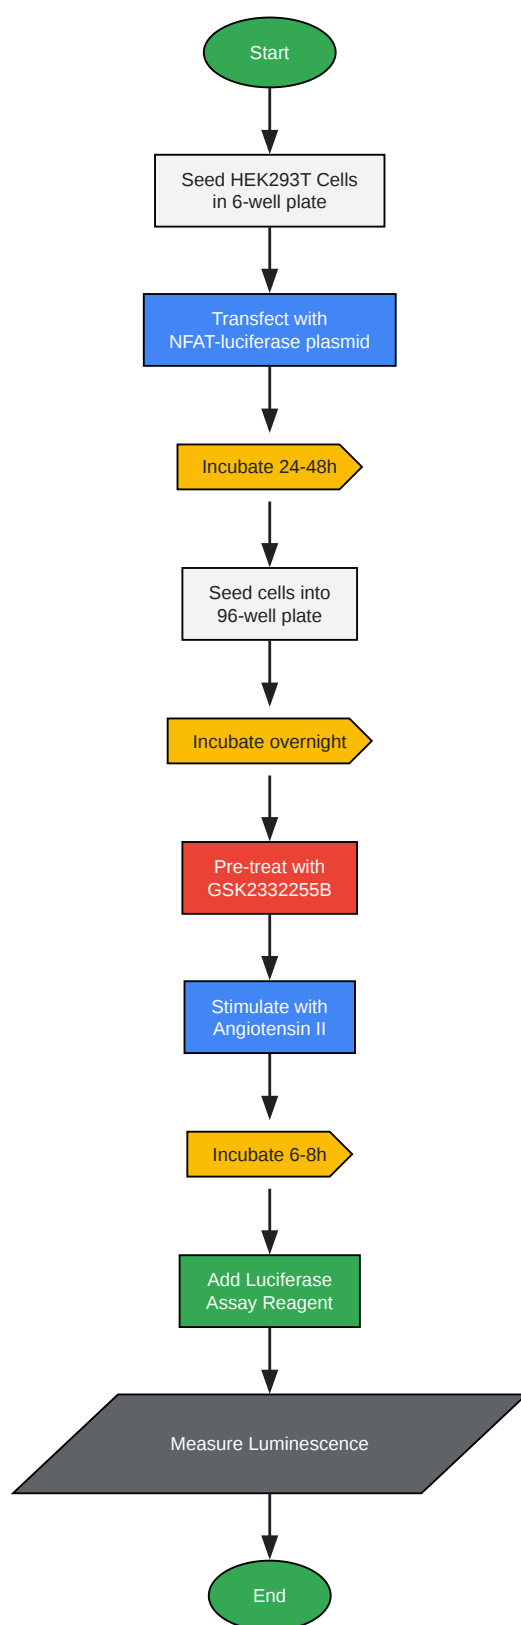 Start
Seed HEK293T Cells
in 6-well plate
Transfect with
NFAT-luciferase plasmid
Incubate 24-48h
Seed cells into
96-well plate
Incubate overnight
Pre-treat with
GSK2332255B
Stimulate with
Angiotensin II
Incubate 6-8h
Add Luciferase
Assay Reagent
Measure Luminescence
End